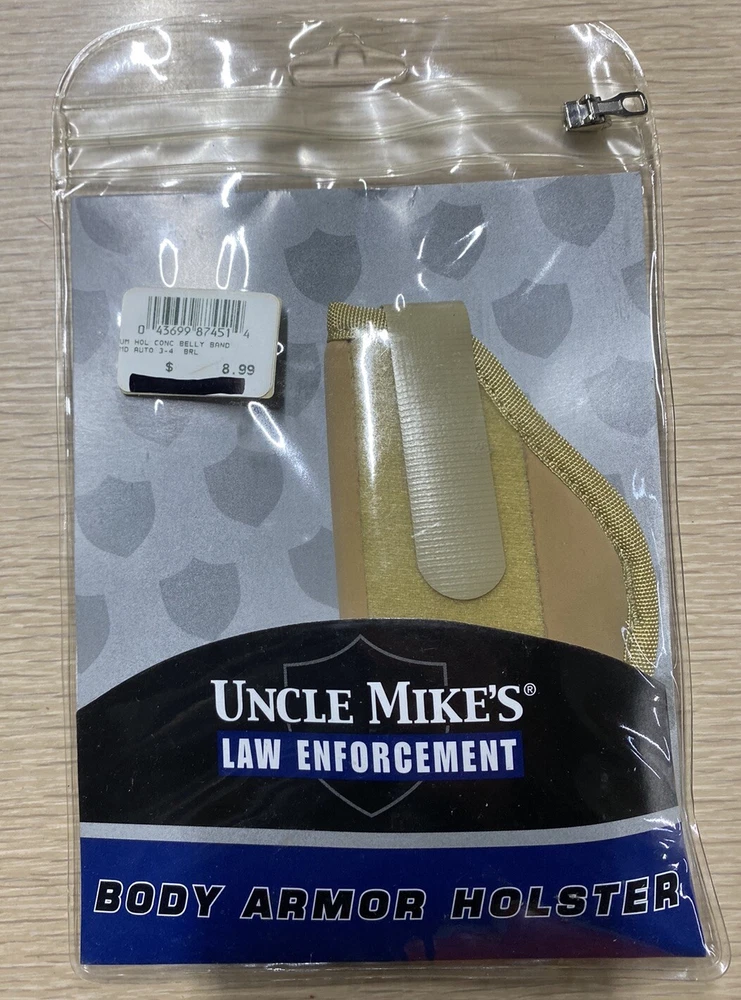 0 43699 87451 4
UM HOL CONC BELLY BAND
MD AUTO 3-4 BRL
$ 8.99
UNCLE MIKE'S®
LAW ENFORCEMENT
BODY ARMOR HOLSTER